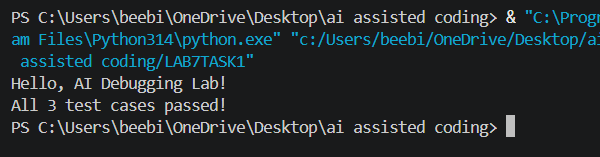 PS C:\Users\beebi\OneDrive\Desktop\ai assisted coding> & "C:\Progr
am Files\Python314\python.exe" "c:/Users/beebi/OneDrive/Desktop/ai
 assisted coding/LAB7TASK1"
Hello, AI Debugging Lab!
All 3 test cases passed!
PS C:\Users\beebi\OneDrive\Desktop\ai assisted coding>